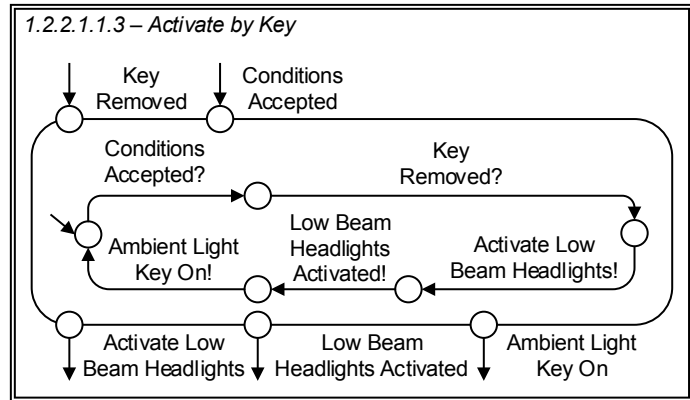 1.2.2.1.1.3 – Activate by Key
Key
Removed
Conditions
Accepted
Conditions
Accepted?
Key
Removed?
Ambient Light
Key On!
Low Beam
Headlights
Activated!
Activate Low
Beam Headlights!
Activate Low
Beam Headlights
Low Beam
Headlights Activated
Ambient Light
Key On